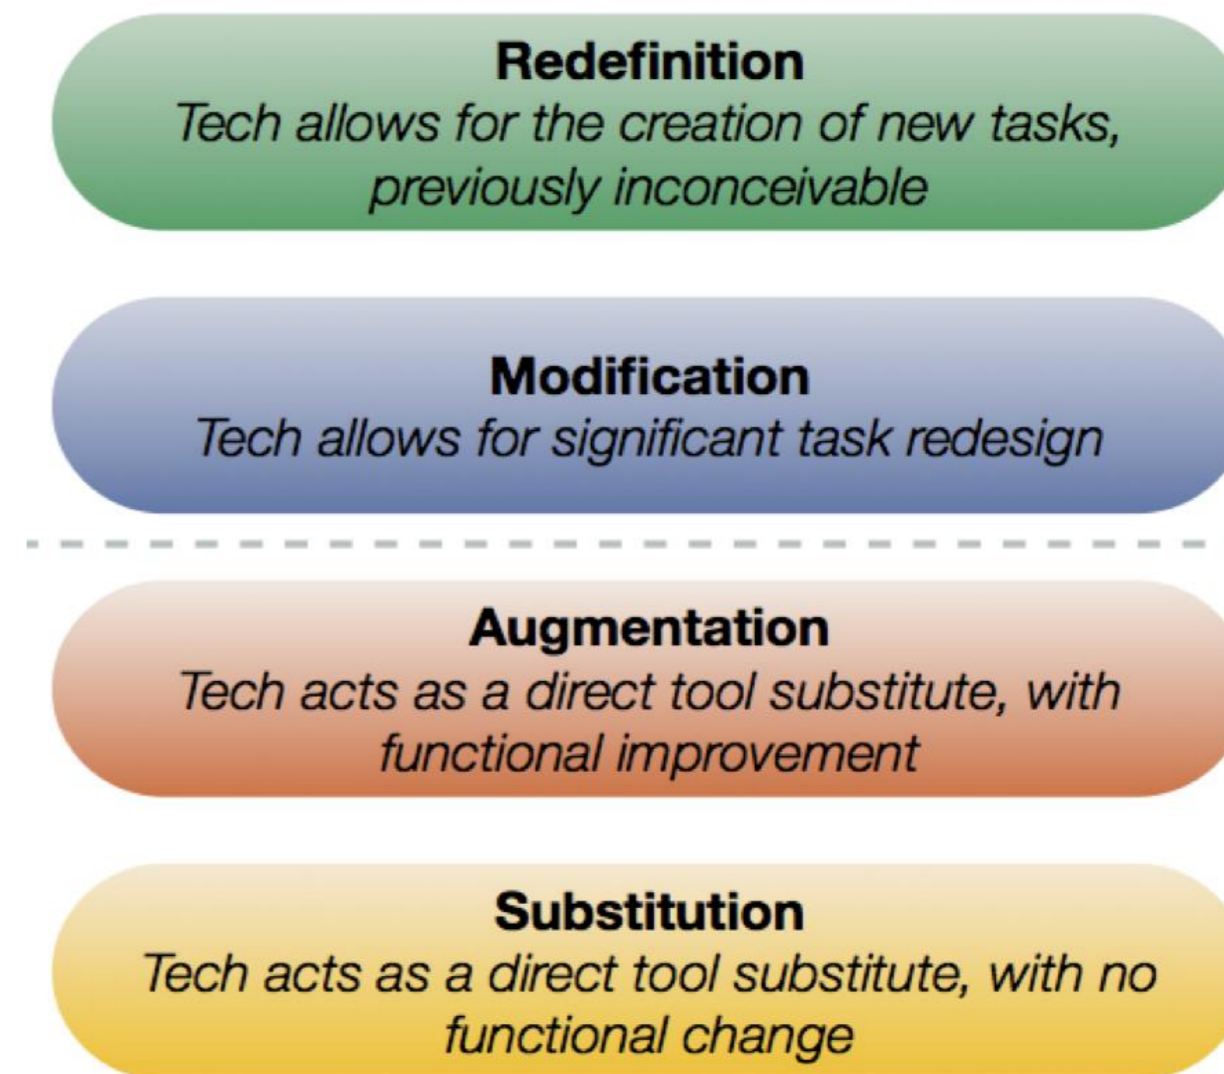 Redefinition
Tech allows for the creation of new tasks,
previously inconceivable
Modification
Tech allows for significant task redesign
Augmentation
Tech acts as a direct tool substitute, with
functional improvement
Substitution
Tech acts as a direct tool substitute, with no
functional change